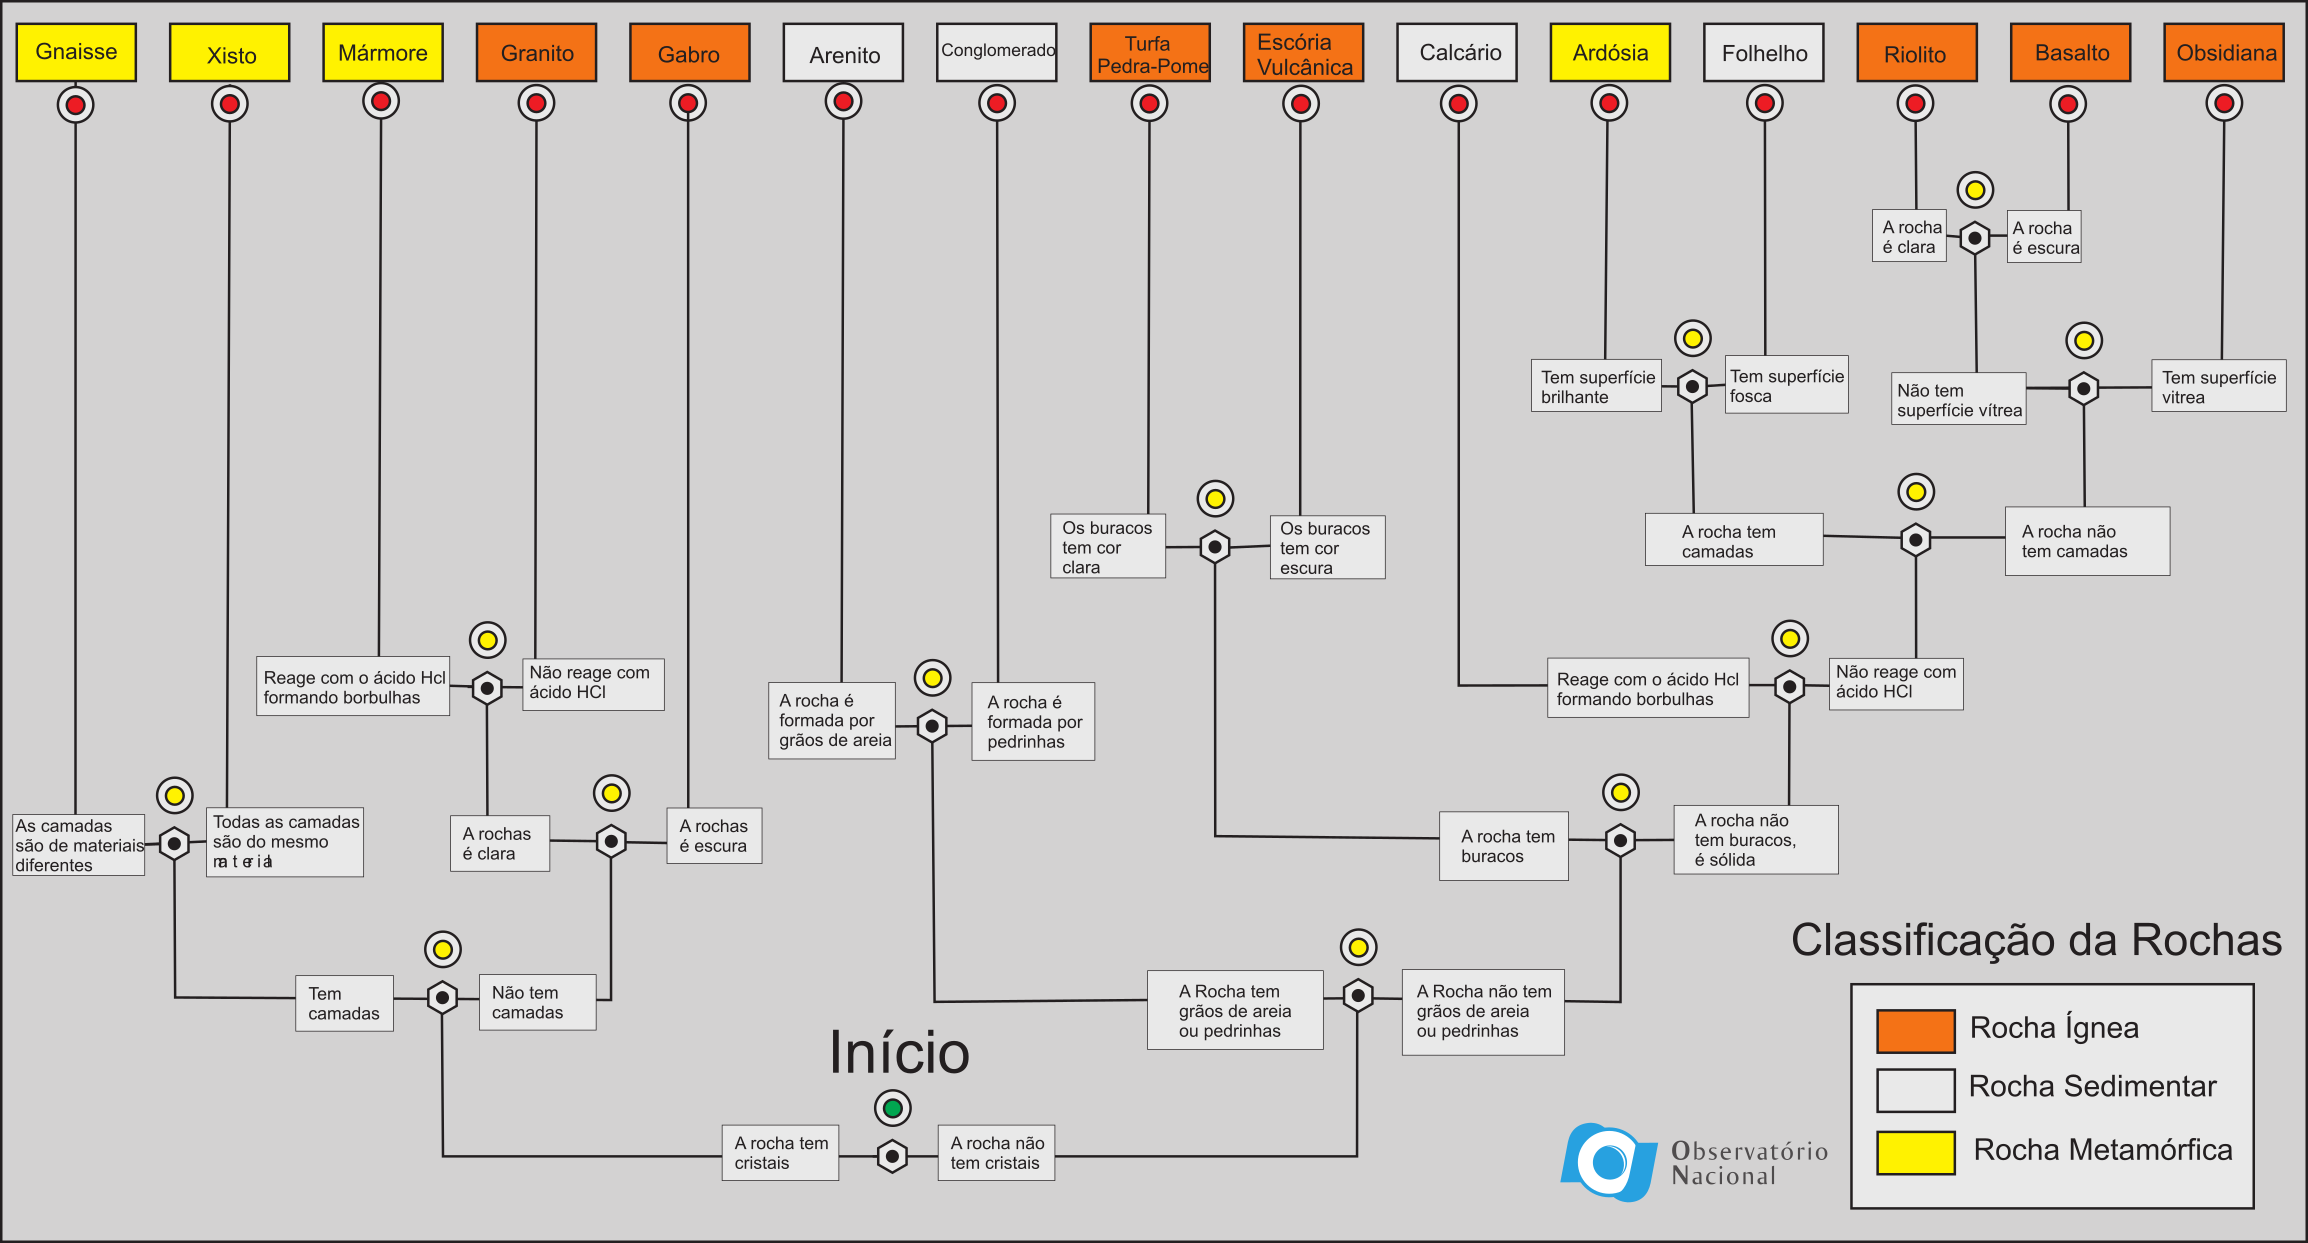 Gnaisse
Xisto
Mármore
Granito
Gabro
Arenito
Conglomerado
Turfa
Pedra-Pome
Escória
Vulcânica
Calcário
Ardósia
Folhelho
Riolito
Basalto
Obsidiana
A rocha
é clara
A rocha
é escura
Tem superfície
brilhante
Tem superfície
fosca
Não tem
superfície vítrea
Tem superfície
vitrea
Os buracos
tem cor
clara
Os buracos
tem cor
escura
A rocha tem
camadas
A rocha não
tem camadas
Reage com o ácido Hcl
formando borbulhas
Não reage com
ácido HCl
A rocha é
formada por
grãos de areia
A rocha é
formada por
pedrinhas
Reage com o ácido Hcl
formando borbulhas
Não reage com
ácido HCl
As camadas
são de materiais
diferentes
Todas as camadas
são do mesmo
material
A rochas
é clara
A rochas
é escura
A rocha tem
buracos
A rocha não
tem buracos,
é sólida
Tem
camadas
Não tem
camadas
A Rocha tem
grãos de areia
ou pedrinhas
A Rocha não tem
grãos de areia
ou pedrinhas
Início
A rocha tem
cristais
A rocha não
tem cristais
Classificação da Rochas
Rocha Ígnea
Rocha Sedimentar
Rocha Metamórfica
Observatório
Nacional